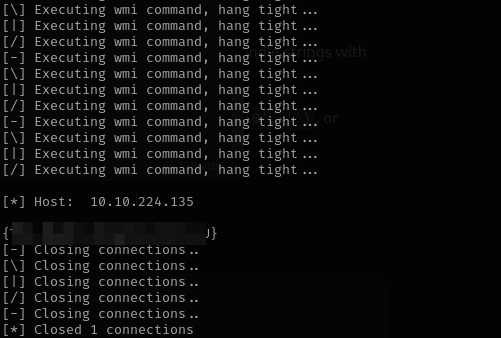 [\] Executing wmi command, hang tight...
[|] Executing wmi command, hang tight...
[/] Executing wmi command, hang tight...
[-] Executing wmi command, hang tight...
[\] Executing wmi command, hang tight...
[|] Executing wmi command, hang tight...
[/] Executing wmi command, hang tight...
[-] Executing wmi command, hang tight...
[\] Executing wmi command, hang tight...
[|] Executing wmi command, hang tight...
[/] Executing wmi command, hang tight...
[*] Host:  10.10.224.135
{}
[-] Closing connections..
[\] Closing connections..
[|] Closing connections..
[/] Closing connections..
[-] Closing connections..
[*] Closed 1 connections